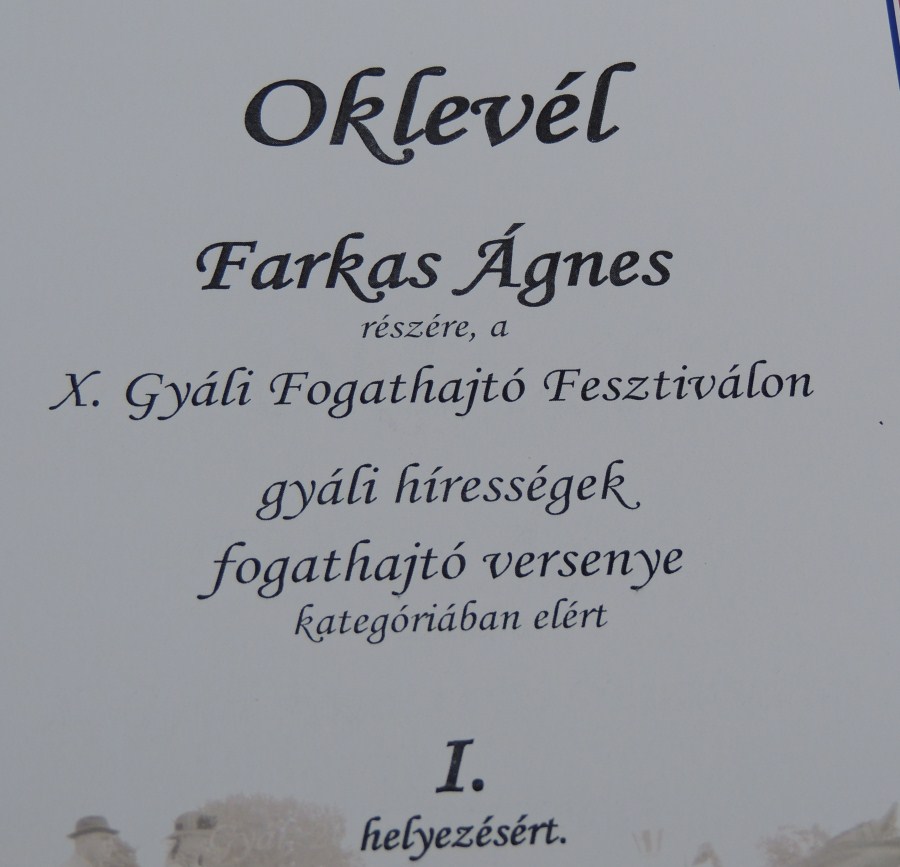 Oklevél
Farkas Ágnes
részére, a
X. Gyáli Fogathajtó Fesztiválon
gyáli hírességek
fogathajtó versenye
kategóriában elért
I.
helyezésért.